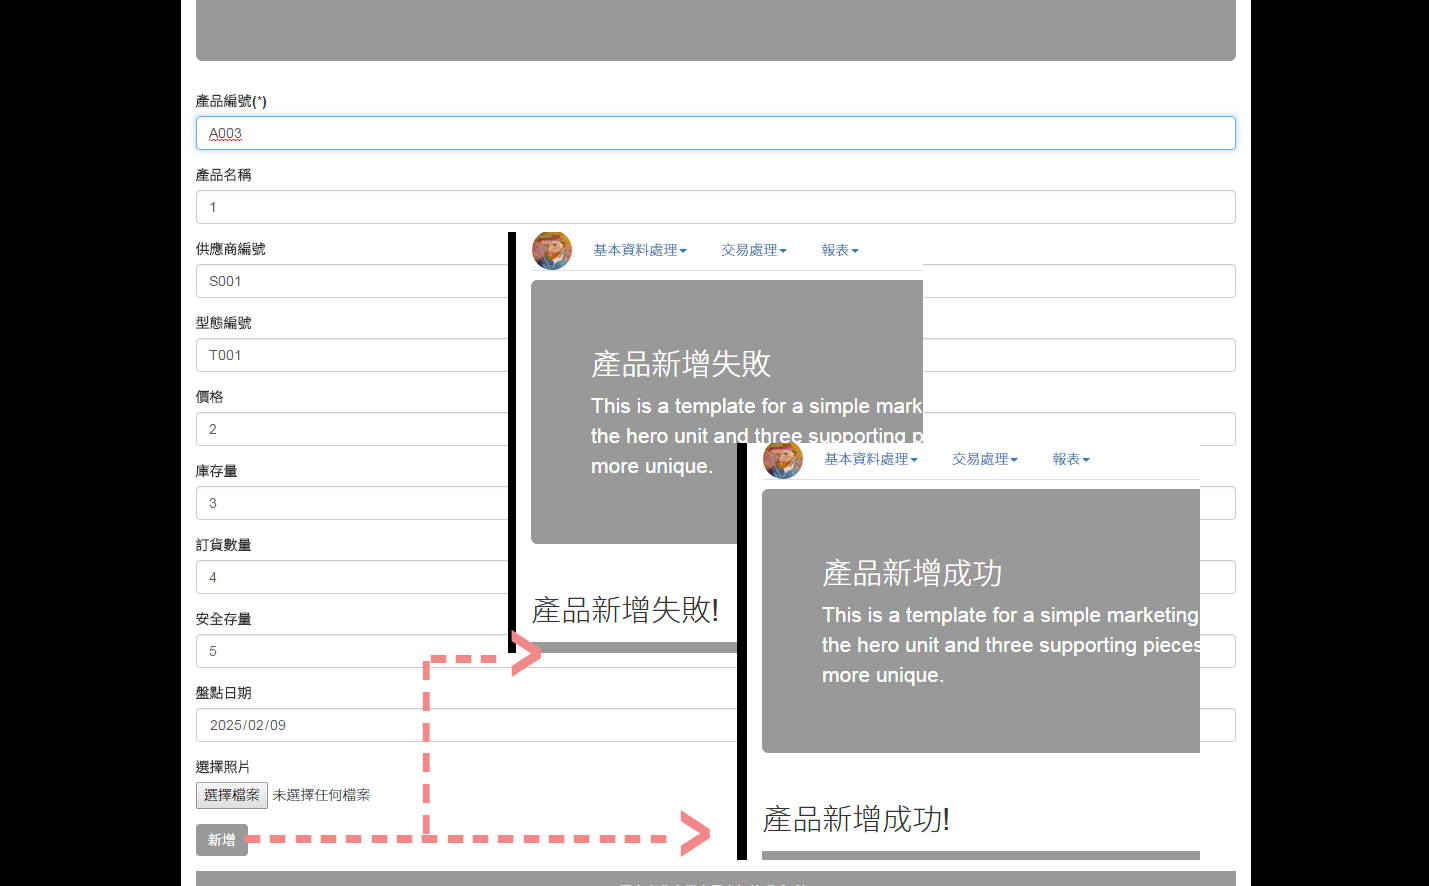 產品編號(*)
A003
產品名稱
1
供應商編號
S001
型態編號
T001
價格
2
庫存量
3
訂貨數量
4
安全存量
5
盤點日期
2025/02/09
選擇照片
選擇檔案 未選擇任何檔案
新增
基本資料處理 交易處理 報表
產品新增失敗
This is a template for a simple mark
the hero unit and three supporting p
more unique.
產品新增失敗!
基本資料處理 交易處理 報表
產品新增成功
This is a template for a simple marketing
the hero unit and three supporting pieces
more unique.
產品新增成功!